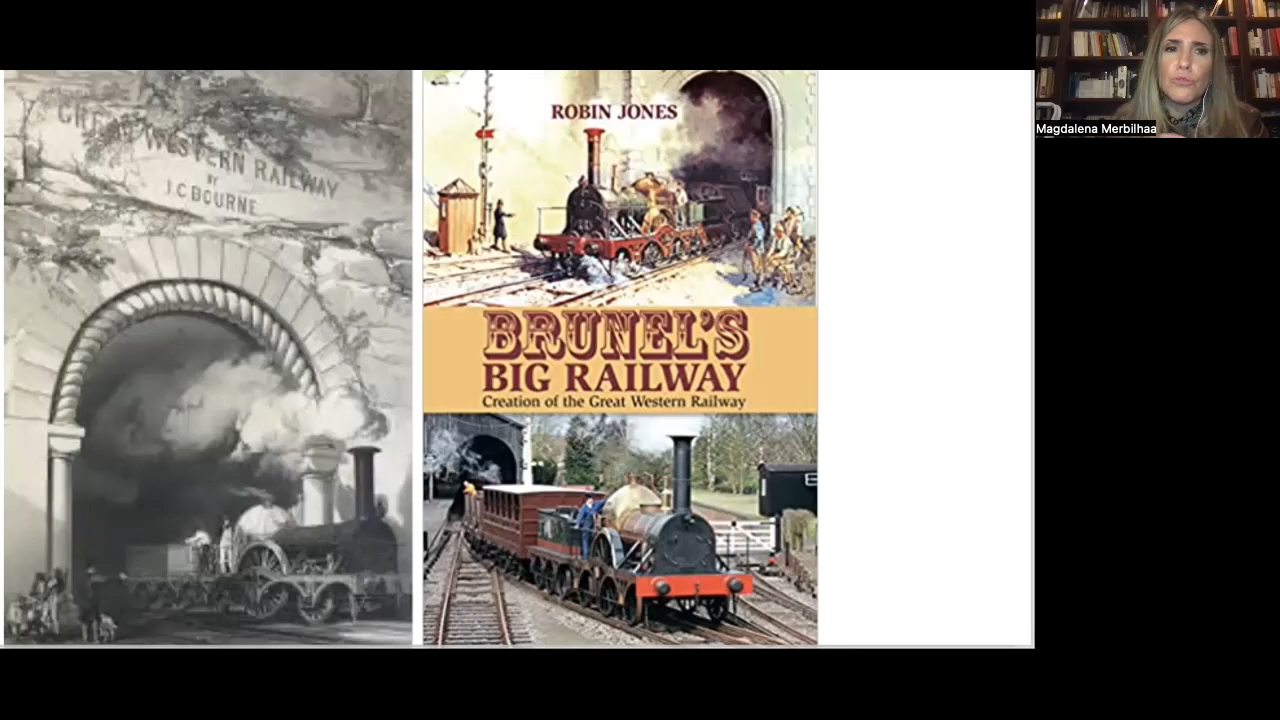 GREAT WESTERN RAILWAY
BY
J.C BOURNE
ROBIN JONES
BRUNEL'S
BIG RAILWAY
Creation of the Great Western Railway
Magdalena Merbilhaa